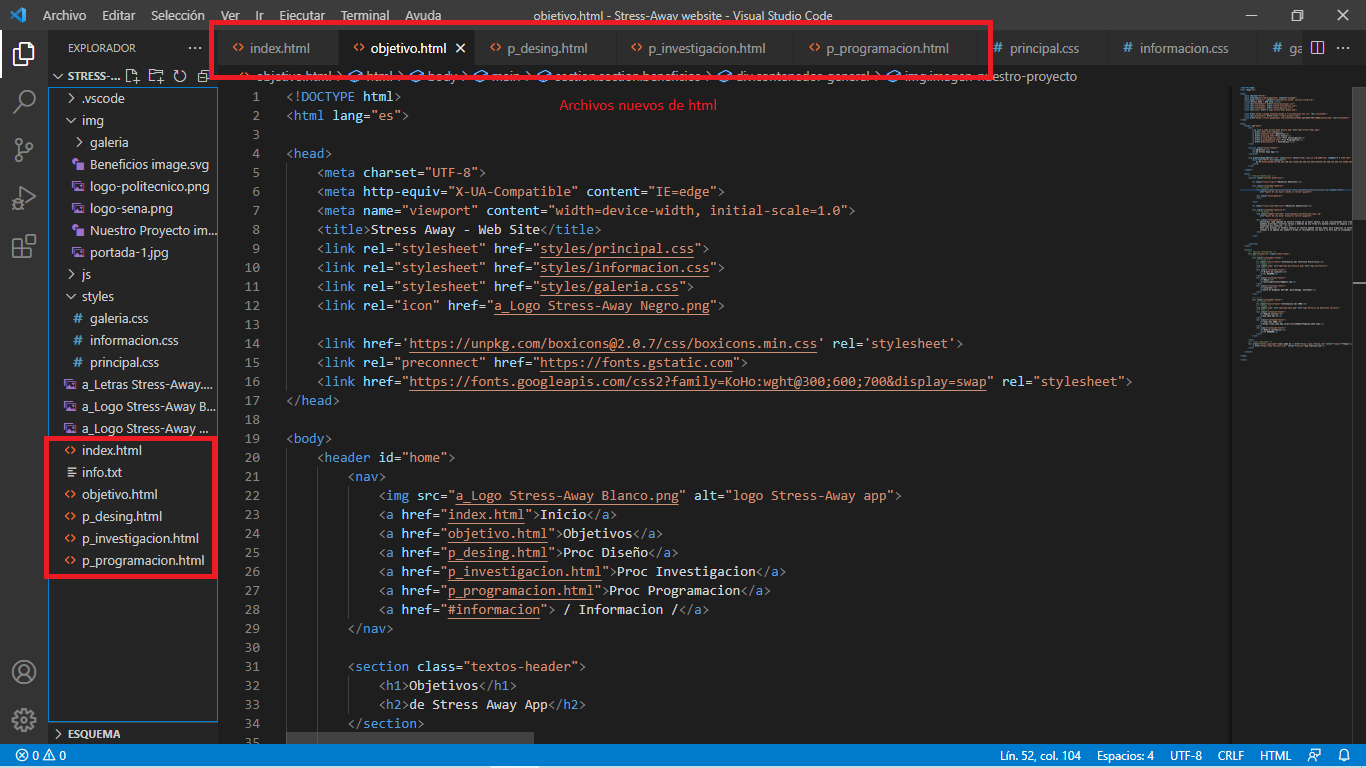 Archivo Editar Selección Ver Ir Ejecutar Terminal Ayuda objetivo.html - Stress-Away website - Visual Studio Code
EXPLORADOR
index.html objetivo.html p_desing.html p_investigacion.html p_programacion.html principal.css informacion.css ga
STRESS-...
objetivo.html > html > body > main > section.section-beneficios > div.contenedor-general > img.imagen-nuestro-proyecto
Archivos nuevos de html
.vscode
img
galeria
Beneficios image.svg
logo-politecnico.png
logo-sena.png
Nuestro Proyecto im...
portada-1.jpg
js
styles
galeria.css
informacion.css
principal.css
a_Letras Stress-Away....
a_Logo Stress-Away B...
a_Logo Stress-Away ...
index.html
info.txt
objetivo.html
p_desing.html
p_investigacion.html
p_programacion.html
ESQUEMA
1 <!DOCTYPE html>
2 <html lang="es">
3
4 <head>
5 <meta charset="UTF-8">
6 <meta http-equiv="X-UA-Compatible" content="IE=edge">
7 <meta name="viewport" content="width=device-width, initial-scale=1.0">
8 <title>Stress Away - Web Site</title>
9 <link rel="stylesheet" href="styles/principal.css">
10 <link rel="stylesheet" href="styles/informacion.css">
11 <link rel="stylesheet" href="styles/galeria.css">
12 <link rel="icon" href="a_Logo Stress-Away Negro.png">
13
14 <link href='https://unpkg.com/boxicons@2.0.7/css/boxicons.min.css' rel='stylesheet'>
15 <link rel="preconnect" href="https://fonts.gstatic.com">
16 <link href="https://fonts.googleapis.com/css2?family=KoHo:wght@300;600;700&display=swap" rel="stylesheet">
17 </head>
18
19 <body>
20 <header id="home">
21 <nav>
22 <img src="a_Logo Stress-Away Blanco.png" alt="logo Stress-Away app">
23 <a href="index.html">Inicio</a>
24 <a href="objetivo.html">Objetivos</a>
25 <a href="p_desing.html">Proc Diseño</a>
26 <a href="p_investigacion.html">Proc Investigacion</a>
27 <a href="p_programacion.html">Proc Programacion</a>
28 <a href="#informacion"> / Informacion /</a>
29 </nav>
30
31 <section class="textos-header">
32 <h1>Objetivos</h1>
33 <h2>de Stress Away App</h2>
34 </section>
35
0 0 Lín. 52, col. 104 Espacios: 4 UTF-8 CRLF HTML